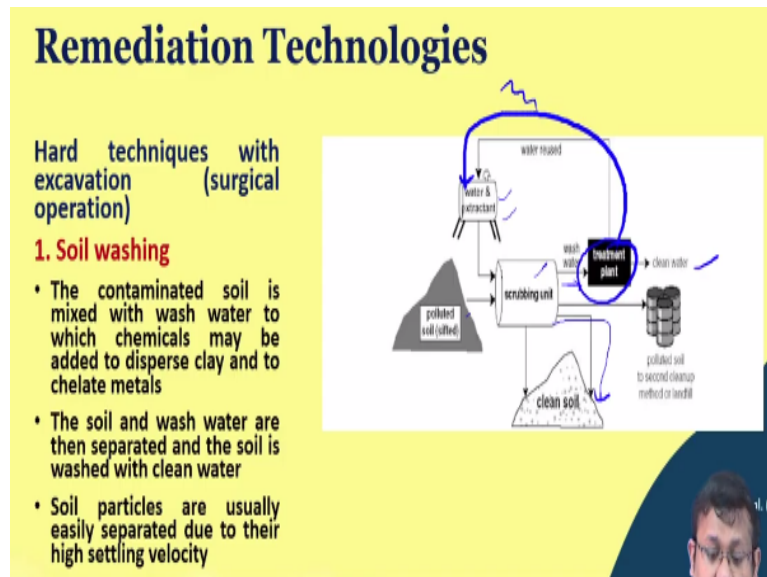 Remediation Technologies
Hard techniques with
excavation (surgical
operation)
1. Soil washing
• The contaminated soil is
mixed with wash water to
which chemicals may be
added to disperse clay and to
chelate metals
• The soil and wash water are
then separated and the soil is
washed with clean water
• Soil particles are usually
easily separated due to their
high settling velocity
water reused
water &
extractant
wash
water
treatment
plant
clean water
scrubbing unit
polluted
soil (sifted)
polluted soil
to second cleanup
method or landfill
clean soil